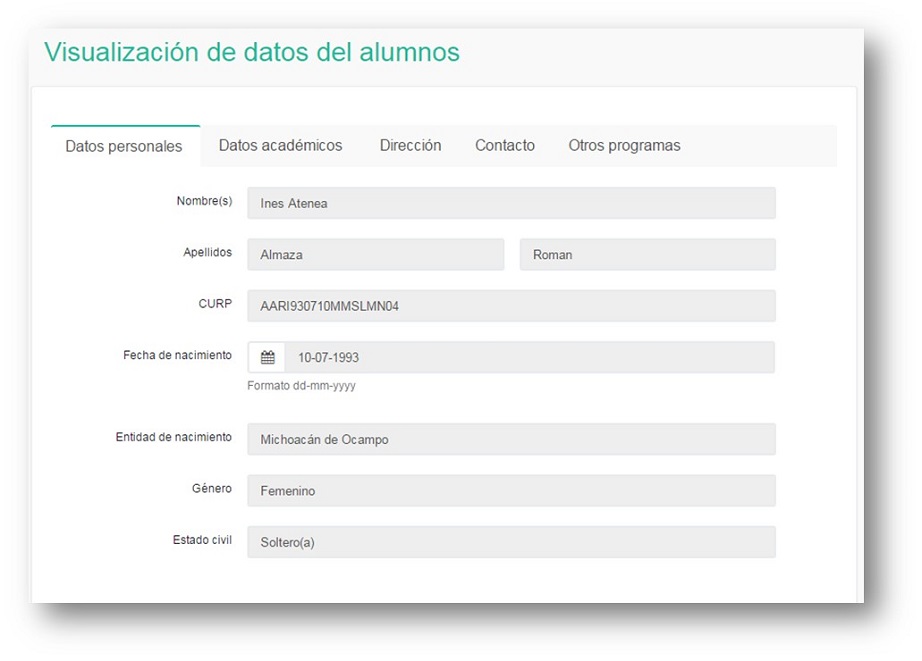 Visualización de datos del alumnos
Datos personales Datos académicos Dirección Contacto Otros programas
Nombre(s) Ines Atenea
Apellidos Almaza Roman
CURP AARI930710MMSLMN04
Fecha de nacimiento 10-07-1993
Formato dd-mm-yyyy
Entidad de nacimiento Michoacán de Ocampo
Género Femenino
Estado civil Soltero(a)